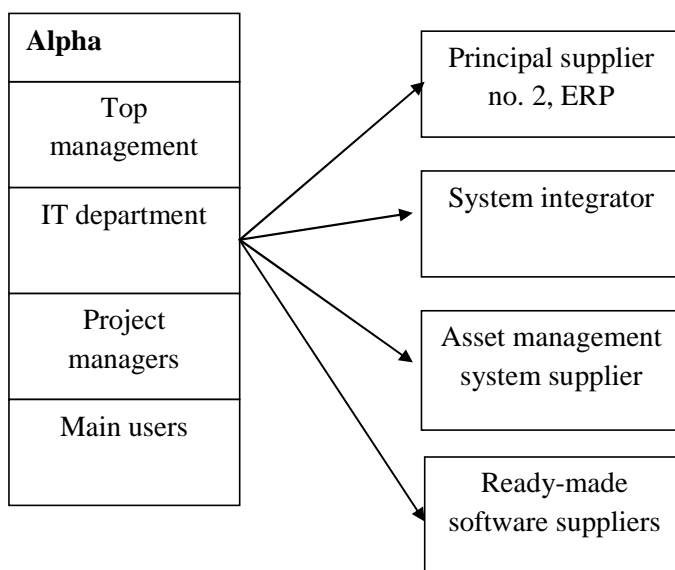 Alpha
Top
management
IT department
Project
managers
Main users
Principal supplier
no. 2, ERP
System integrator
Asset management
system supplier
Ready-made
software suppliers